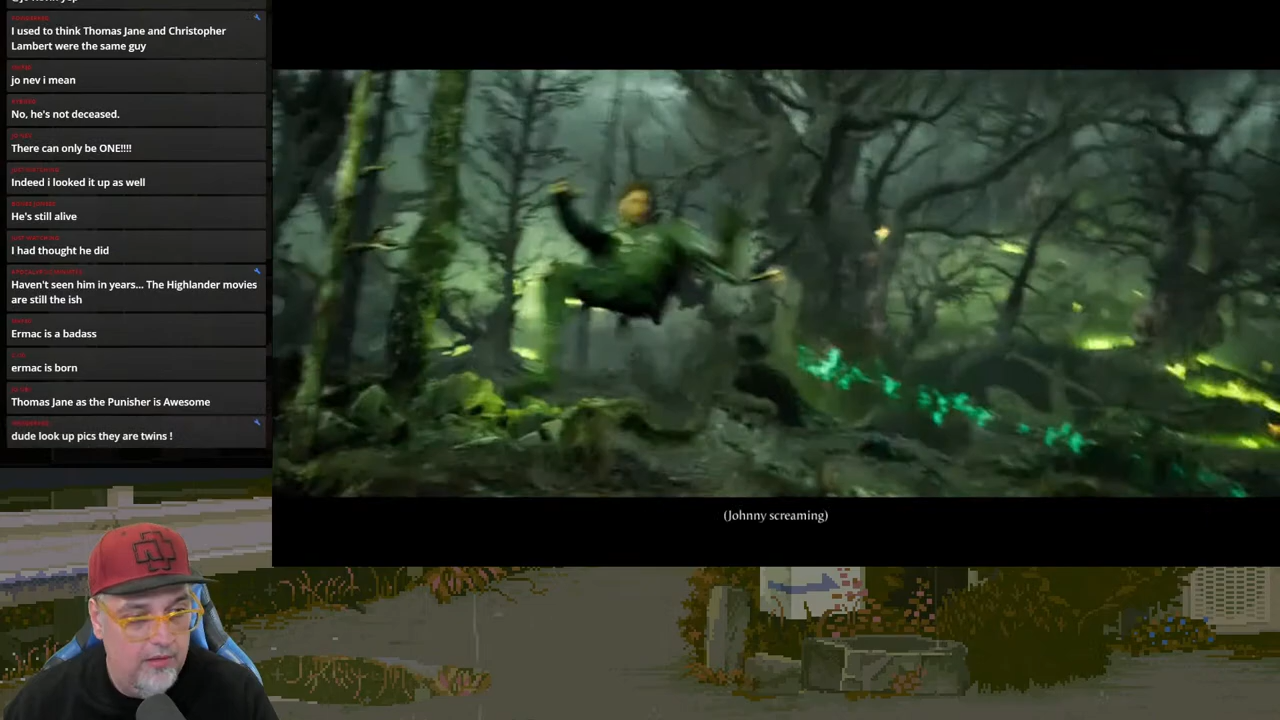 I used to think Thomas Jane and Christopher
Lambert were the same guy
jo nev i mean
No, he's not deceased.
There can only be ONE!!!!
Indeed i looked it up as well
He's still alive
I had thought he did
Haven't seen him in years... The Highlander movies
are still the ish
Ermac is a badass
ermac is born
Thomas Jane as the Punisher is Awesome
dude look up pics they are twins !
(Johnny screaming)